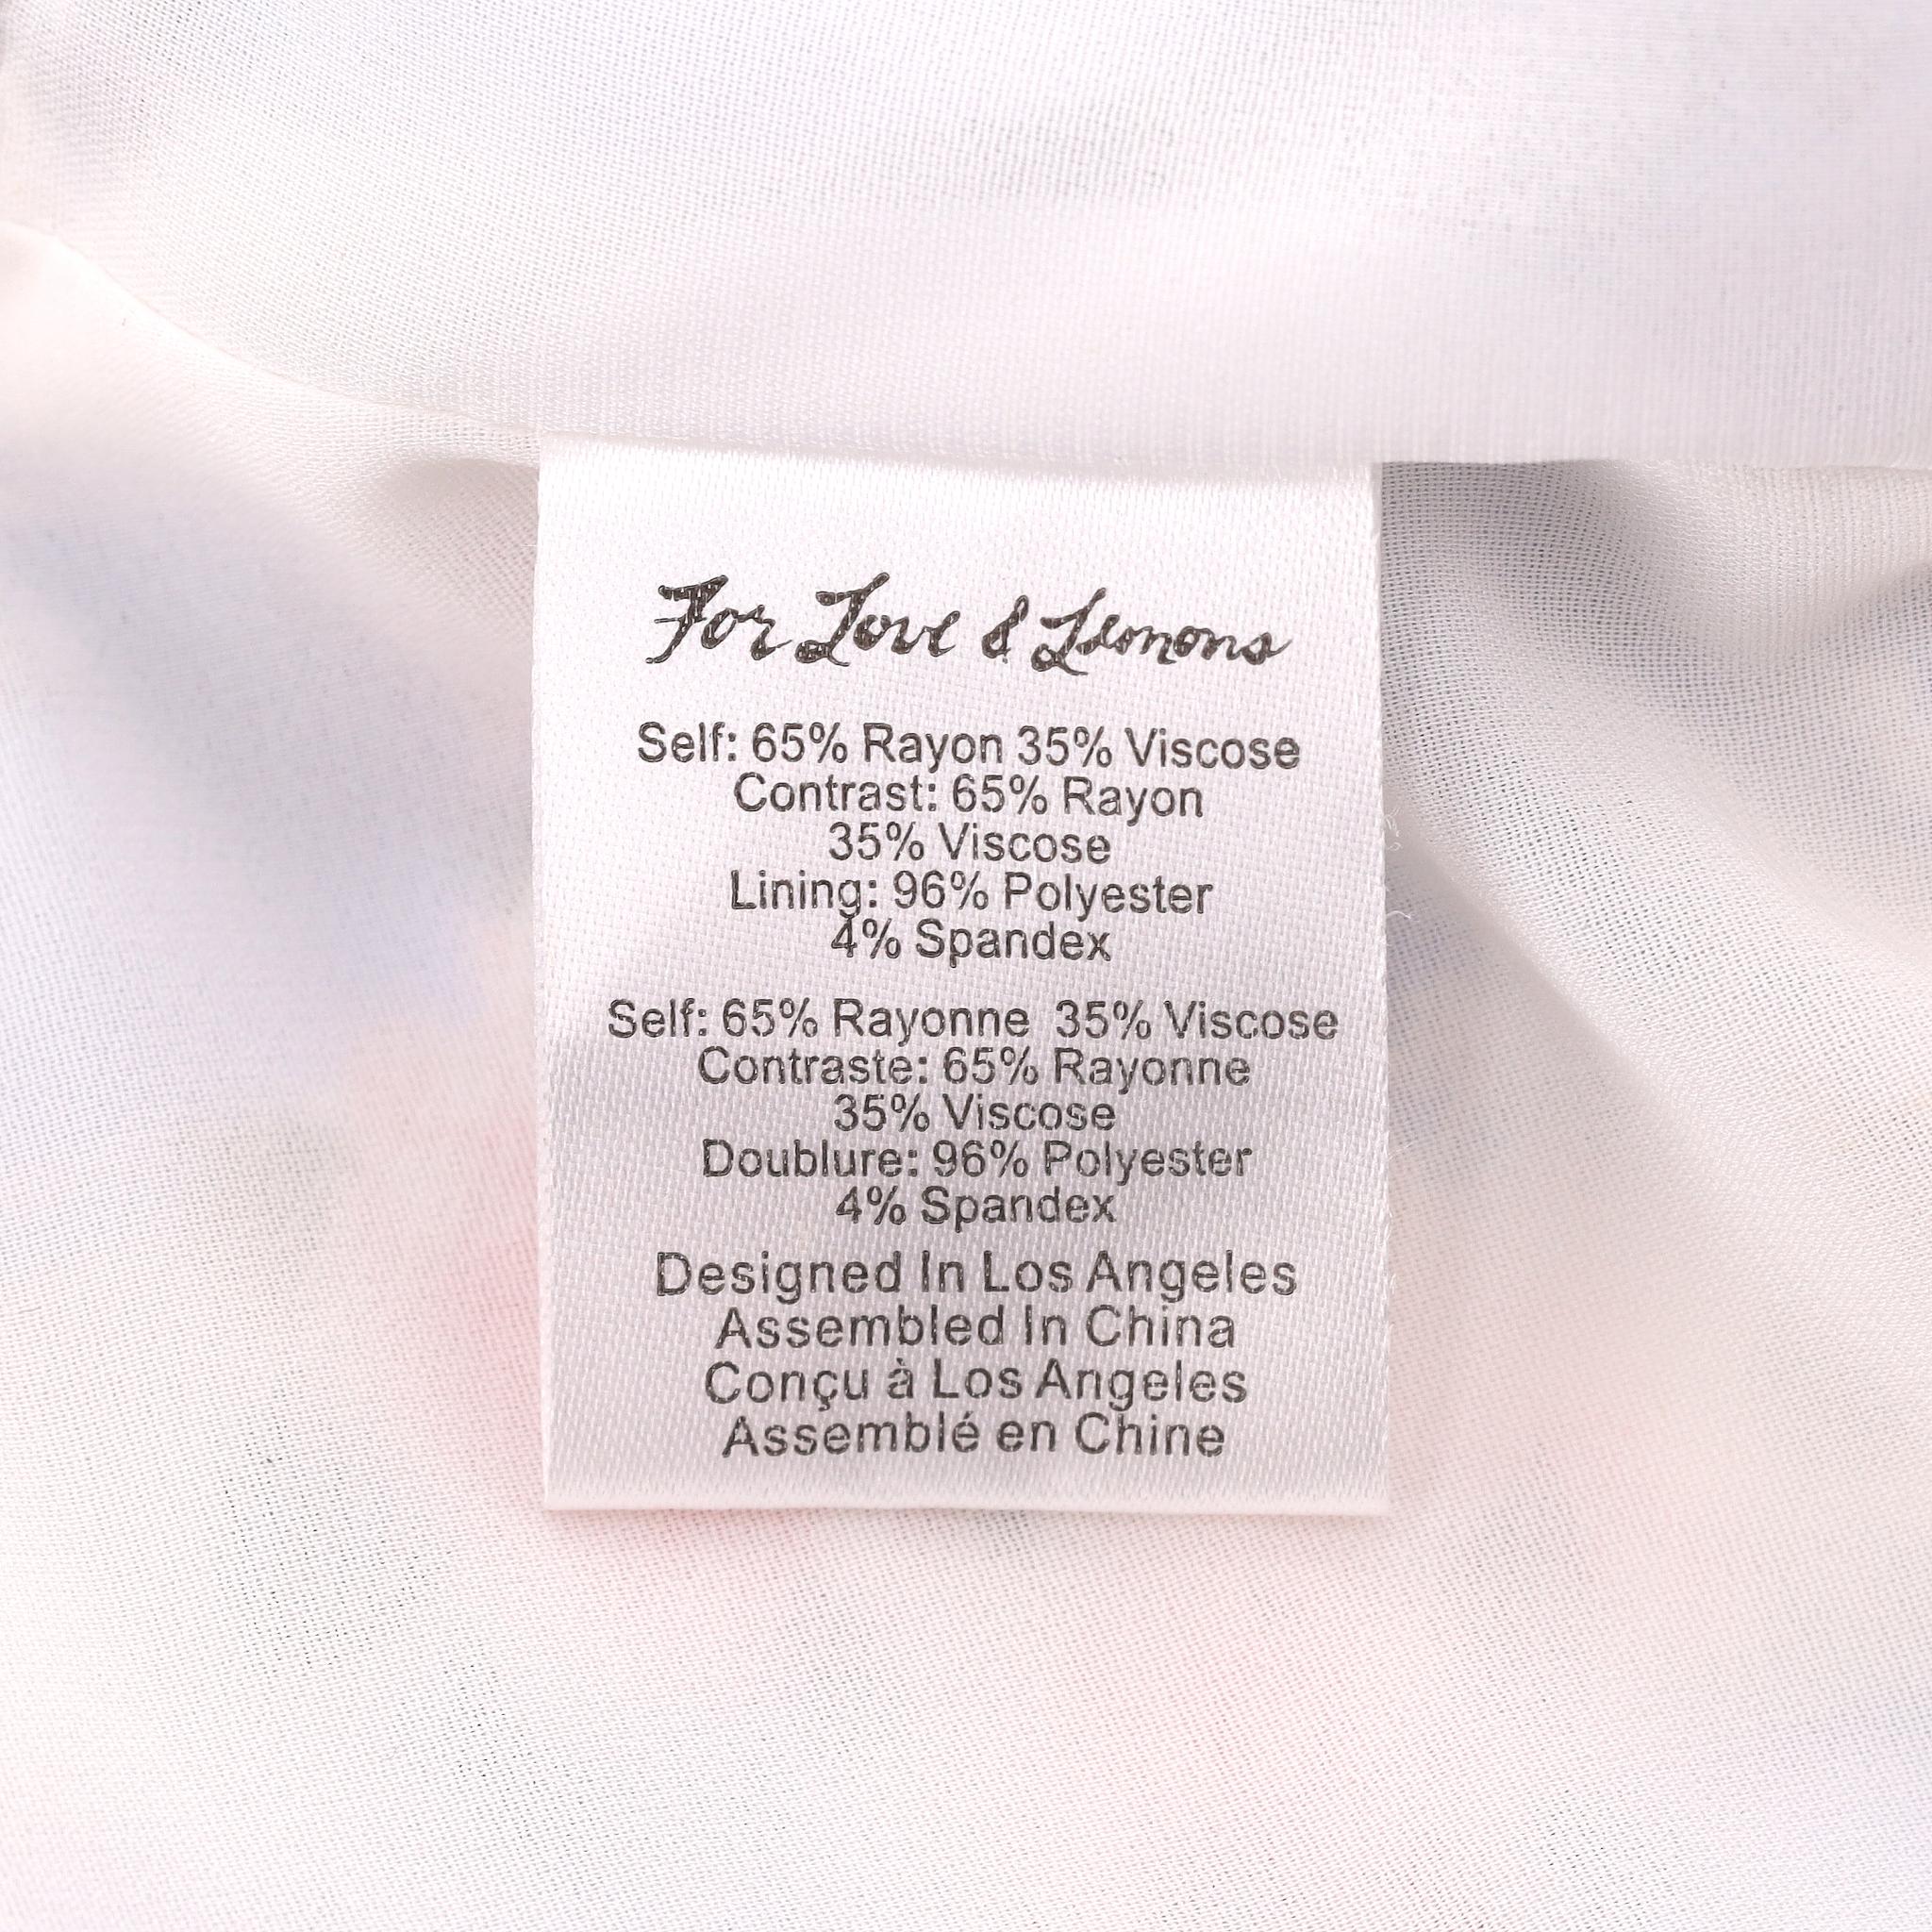 For Love & Lemons
Self: 65% Rayon 35% Viscose
Contrast: 65% Rayon
35% Viscose
Lining: 96% Polyester
4% Spandex
Self: 65% Rayonne 35% Viscose
Contraste: 65% Rayonne
35% Viscose
Doublure: 96% Polyester
4% Spandex
Designed In Los Angeles
Assembled In China
Conçu à Los Angeles
Assemblé en Chine